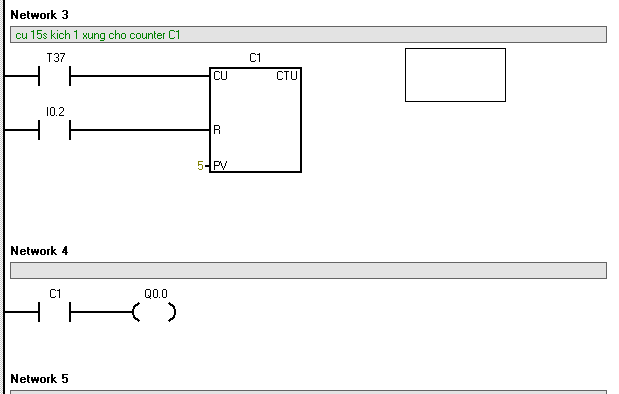 Network 3
cu 15s kich 1 xung cho counter C1
T37
C1
CU CTU
I0.2
R
5 PV
Network 4
C1 Q0.0
Network 5